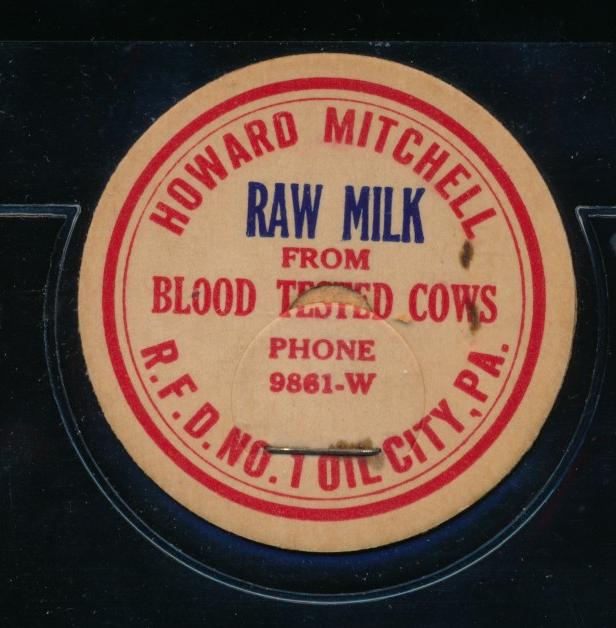 HOWARD MITCHELL
RAW MILK
FROM
BLOOD TESTED COWS
PHONE
9861-W
R.F.D. NO. 1 OIL CITY, PA.